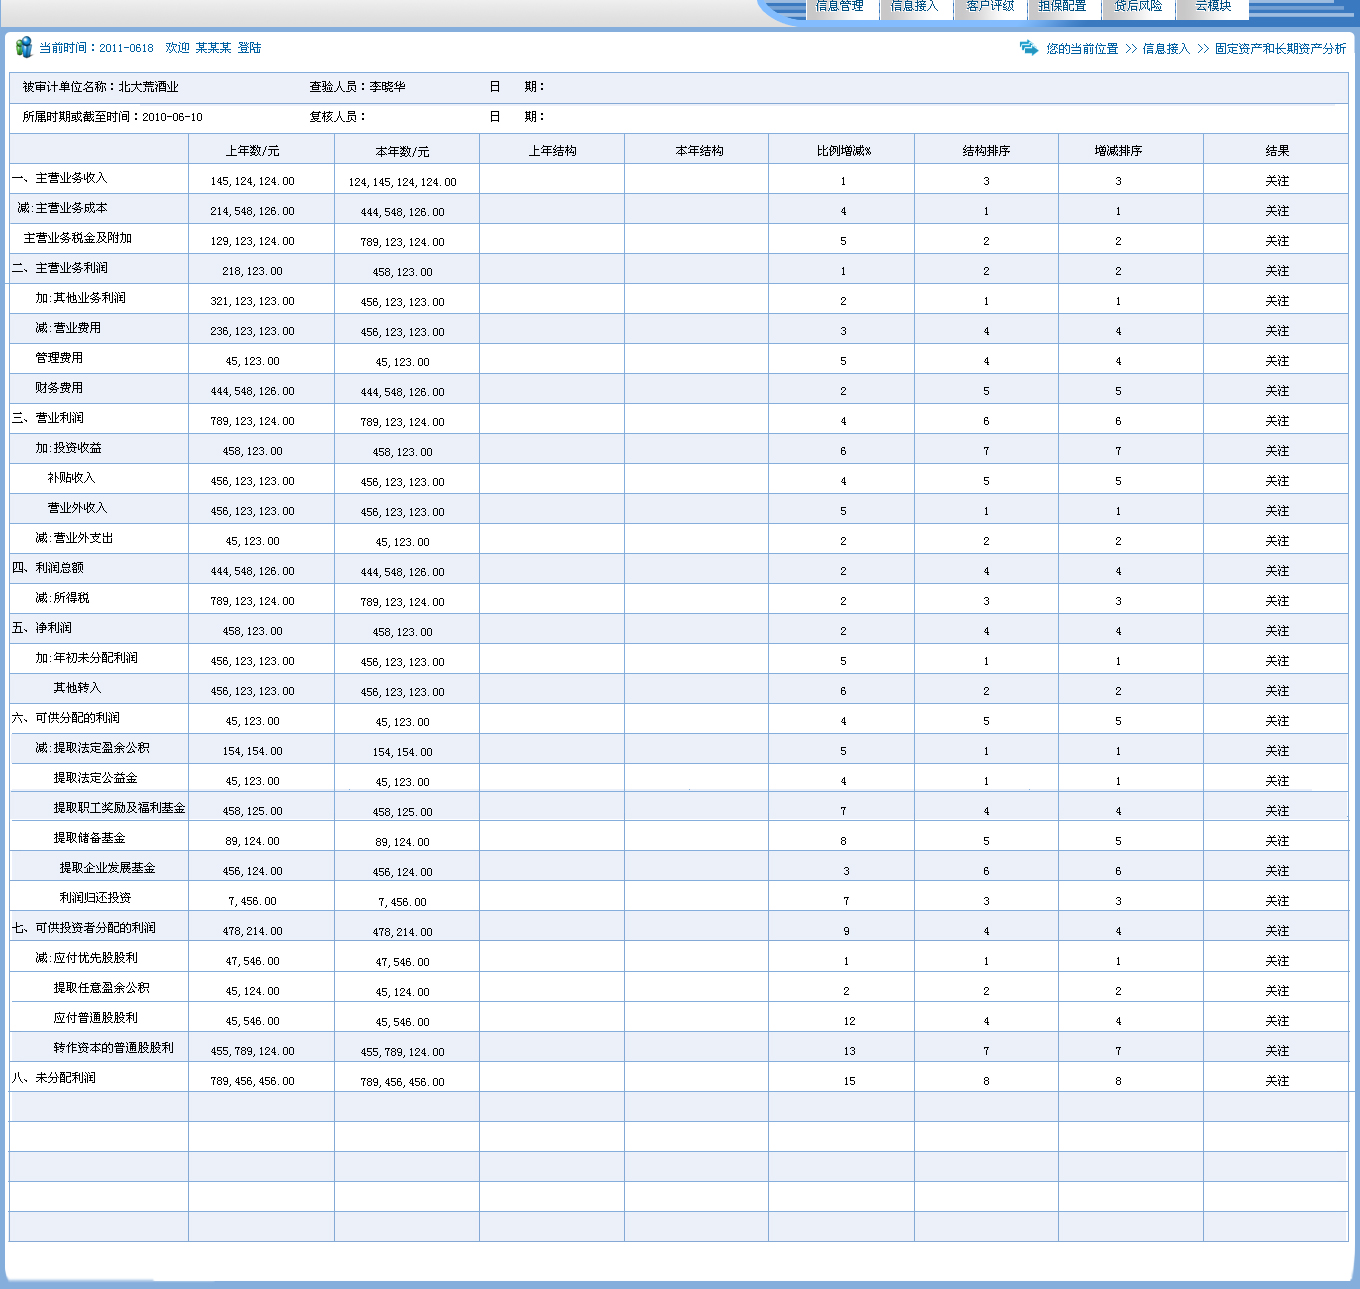 信息管理 信息接入 客户评级 担保配置 贷后风险 云模块
当前时间：2011-0618 欢迎 某某某 登陆 您的当前位置 >> 信息接入 >> 固定资产和长期资产分析
被审计单位名称：北大荒酒业 查验人员：李晓华 日 期：
所属时期或截至时间：2010-06-10 复核人员： 日 期：
上年数/元 本年数/元 上年结构 本年结构 比例增减% 结构排序 增减排序 结果
一、主营业务收入 145,124,124.00 124,145,124,124.00 1 3 3 关注
减:主营业务成本 214,548,126.00 444,548,126.00 4 1 1 关注
主营业务税金及附加 129,123,124.00 789,123,124.00 5 2 2 关注
二、主营业务利润 218,123.00 458,123.00 1 2 2 关注
加:其他业务利润 321,123,123.00 456,123,123.00 2 1 1 关注
减:营业费用 236,123,123.00 456,123,123.00 3 4 4 关注
管理费用 45,123.00 45,123.00 5 4 4 关注
财务费用 444,548,126.00 444,548,126.00 2 5 5 关注
三、营业利润 789,123,124.00 789,123,124.00 4 6 6 关注
加:投资收益 458,123.00 458,123.00 6 7 7 关注
补贴收入 456,123,123.00 456,123,123.00 4 5 5 关注
营业外收入 456,123,123.00 456,123,123.00 5 1 1 关注
减:营业外支出 45,123.00 45,123.00 2 2 2 关注
四、利润总额 444,548,126.00 444,548,126.00 2 4 4 关注
减:所得税 789,123,124.00 789,123,124.00 2 3 3 关注
五、净利润 458,123.00 458,123.00 2 4 4 关注
加:年初未分配利润 456,123,123.00 456,123,123.00 5 1 1 关注
其他转入 456,123,123.00 456,123,123.00 6 2 2 关注
六、可供分配的利润 45,123.00 45,123.00 4 5 5 关注
减:提取法定盈余公积 154,154.00 154,154.00 5 1 1 关注
提取法定公益金 45,123.00 45,123.00 4 1 1 关注
提取职工奖励及福利基金 458,125.00 458,125.00 7 4 4 关注
提取储备基金 89,124.00 89,124.00 8 5 5 关注
提取企业发展基金 456,124.00 456,124.00 3 6 6 关注
利润归还投资 7,456.00 7,456.00 7 3 3 关注
七、可供投资者分配的利润 478,214.00 478,214.00 9 4 4 关注
减:应付优先股股利 47,546.00 47,546.00 1 1 1 关注
提取任意盈余公积 45,124.00 45,124.00 2 2 2 关注
应付普通股股利 45,546.00 45,546.00 12 4 4 关注
转作资本的普通股股利 455,789,124.00 455,789,124.00 13 7 7 关注
八、未分配利润 789,456,456.00 789,456,456.00 15 8 8 关注